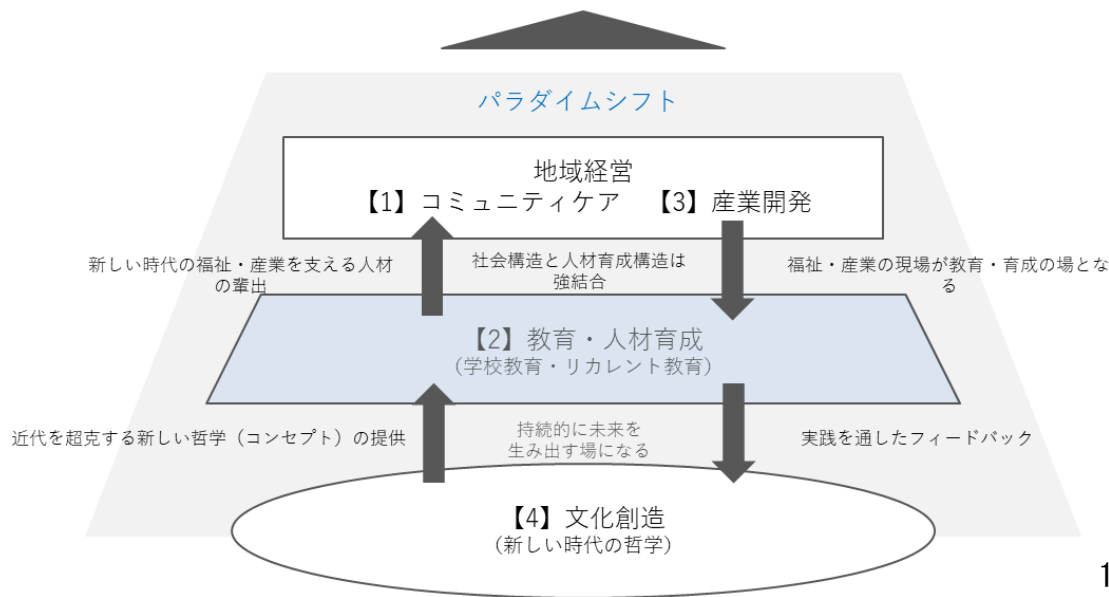 パラダイムシフト
地域経営
【1】コミュニティケア 【3】産業開発
新しい時代の福祉・産業を支える人材
の輩出
社会構造と人材育成構造は
強結合
福祉・産業の現場が教育・育成の場とな
る
【2】教育・人材育成
(学校教育・リカレント教育)
近代を超克する新しい哲学（コンセプト）の提供
持続的に未来を
生み出す場になる
実践を通したフィードバック
【4】文化創造
(新しい時代の哲学)
1